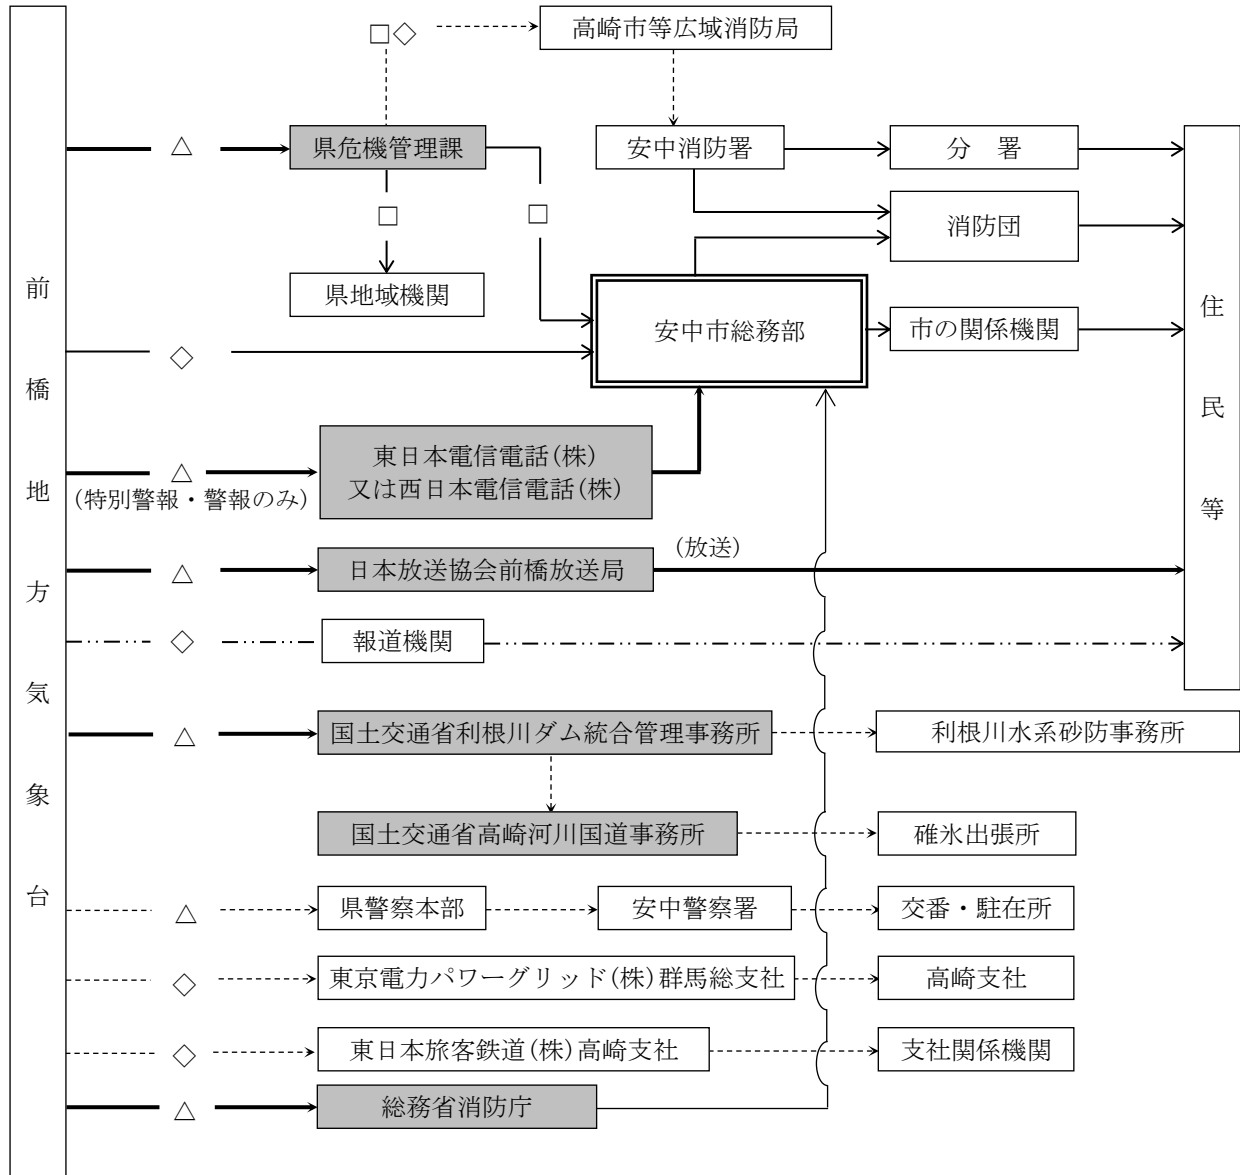 前橋地方気象台
□◇
高崎市等広域消防局
△
県危機管理課
安中消防署
分　署
□
□
消防団
県地域機関
安中市総務部
市の関係機関
住民等
◇
東日本電信電話(株)
又は西日本電信電話(株)
△
(特別警報・警報のみ)
(放送)
△
日本放送協会前橋放送局
◇
報道機関
△
国土交通省利根川ダム統合管理事務所
利根川水系砂防事務所
国土交通省高崎河川国道事務所
碓氷出張所
△
県警察本部
安中警察署
交番・駐在所
◇
東京電力パワーグリッド(株)群馬総支社
高崎支社
◇
東日本旅客鉄道(株)高崎支社
支社関係機関
△
総務省消防庁